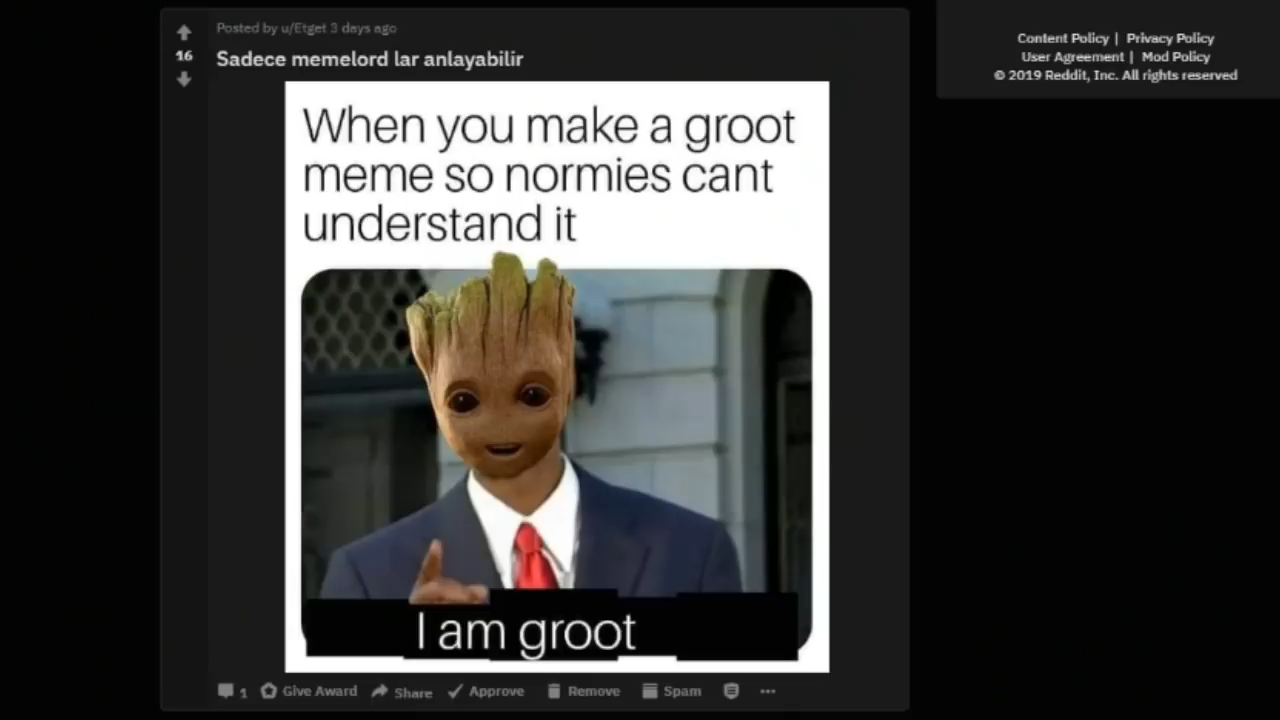 Posted by u/Etget 3 days ago
16
Sadece memelord lar anlayabilir
When you make a groot
meme so normies cant
understand it
I am groot
1 Give Award Share Approve Remove Spam
Content Policy | Privacy Policy
User Agreement | Mod Policy
© 2019 Reddit, Inc. All rights reserved